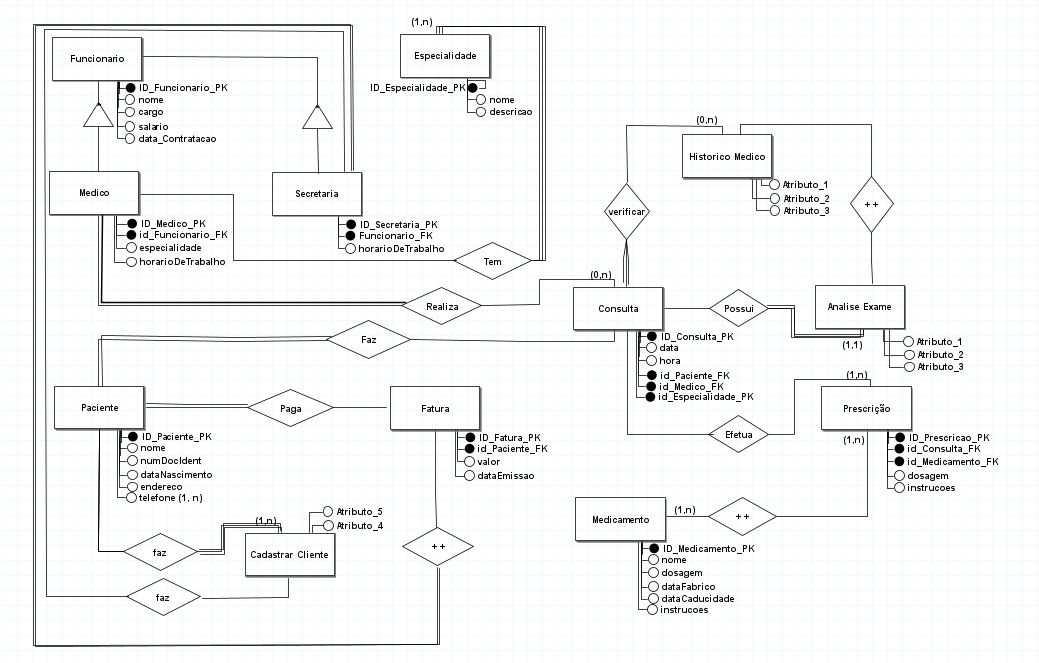 (1,n)
Funcionario
ID_Funcionario_PK
nome
cargo
salario
data_Contratacao
Especialidade
ID_Especialidade_PK
nome
descricao
(0,n)
Historico Medico
Atributo_1
Atributo_2
Atributo_3
verificar
++
Medico
ID_Medico_PK
id_Funcionario_FK
especialidade
horarioDeTrabalho
Secretaria
ID_Secretaria_PK
Funcionario_FK
horarioDeTrabalho
Tem
Realiza
(0,n)
Consulta
ID_Consulta_PK
data
hora
id_Paciente_FK
id_Medico_FK
id_Especialidade_PK
Possui
Analise Exame
(1,1)
Atributo_1
Atributo_2
Atributo_3
Faz
Paciente
ID_Paciente_PK
nome
numDocIdent
dataNascimento
endereco
telefone (1, n)
Paga
Fatura
ID_Fatura_PK
id_Paciente_FK
valor
dataEmissao
Efetua
(1,n)
Prescrição
(1,n)
ID_Prescricao_PK
id_Consulta_FK
id_Medicamento_FK
dosagem
instrucoes
Atributo_5
Atributo_4
(1,n)
Cadastrar Cliente
faz
faz
++
Medicamento
(1,n)
++
ID_Medicamento_PK
nome
dosagem
dataFabrico
dataCaducidade
instrucoes